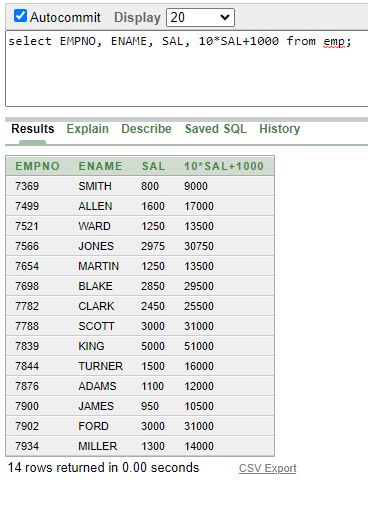 Autocommit Display 20
select EMPNO, ENAME, SAL, 10*SAL+1000 from emp;
Results Explain Describe Saved SQL History
EMPNO ENAME SAL 10*SAL+1000
7369 SMITH 800 9000
7499 ALLEN 1600 17000
7521 WARD 1250 13500
7566 JONES 2975 30750
7654 MARTIN 1250 13500
7698 BLAKE 2850 29500
7782 CLARK 2450 25500
7788 SCOTT 3000 31000
7839 KING 5000 51000
7844 TURNER 1500 16000
7876 ADAMS 1100 12000
7900 JAMES 950 10500
7902 FORD 3000 31000
7934 MILLER 1300 14000
14 rows returned in 0.00 seconds CSV Export